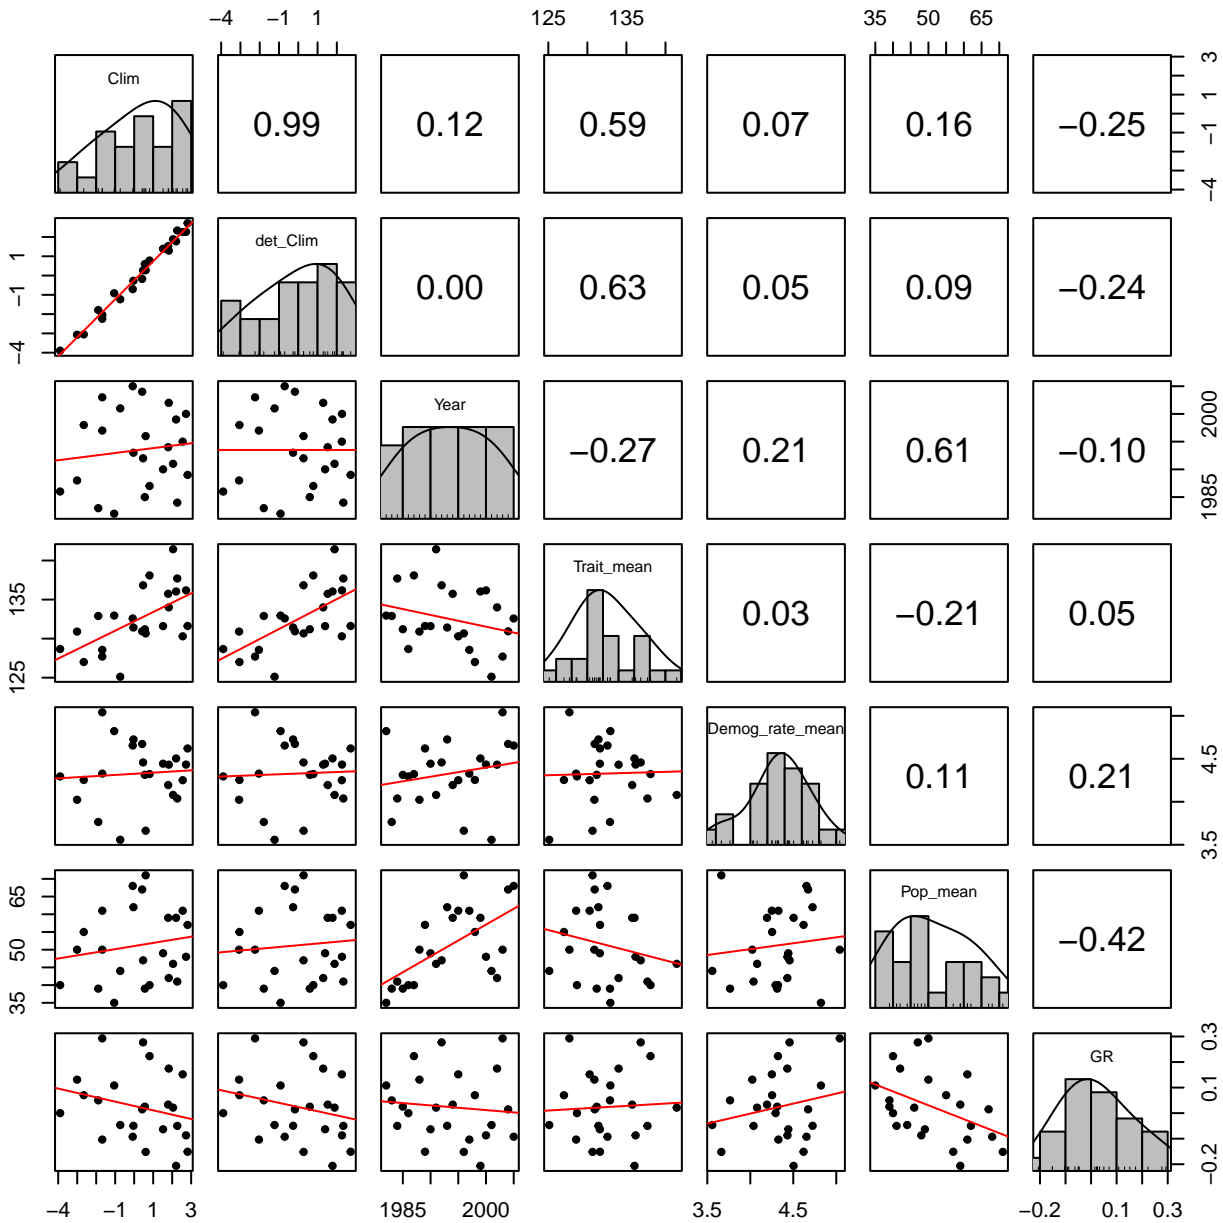 −4 −1 1 125 135 35 50 65
Clim 0.99 0.12 0.59 0.07 0.16 −0.25 −4 −1 1 3
−4 −1 1 det_Clim 0.00 0.63 0.05 0.09 −0.24
Year −0.27 0.21 0.61 −0.10 1985 2000
125 135 Trait_mean 0.03 −0.21 0.05
Demog_rate_mean 0.11 0.21 3.5 4.5
35 50 65 Pop_mean −0.42
GR −0.2 0.1 0.3
−4 −1 1 3 1985 2000 3.5 4.5 −0.2 0.1 0.3